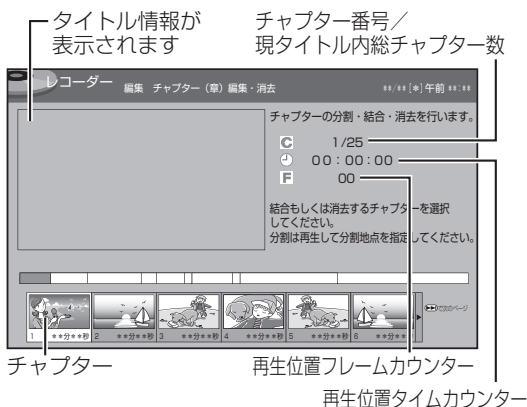 タイトル情報が
表示されます
チャプター番号／
現タイトル内総チャプター数
レコーダー 編集 チャプター（章）編集・消去 **/**［*］午前 **:**
チャプターの分割・結合・消去を行います。
C 1/25
00：00：00
F 00
結合もしくは消去するチャプターを選択
してください。
分割は再生して分割地点を指定してください。
1 **分**秒 2 **分**秒 3 **分**秒 4 **分**秒 5 **分**秒 6 **分**秒
で次のページ
チャプター
再生位置フレームカウンター
再生位置タイムカウンター